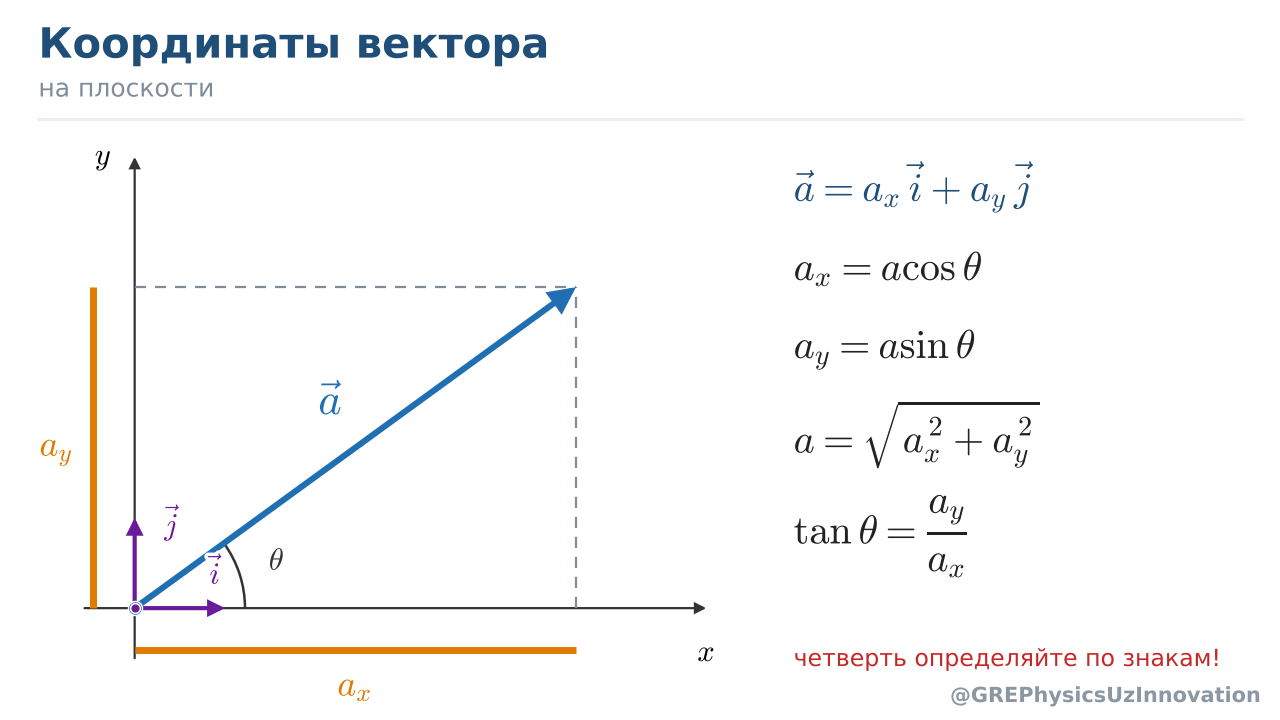 Координаты вектора
на плоскости
y
a⃗
a_y
j⃗
i⃗
θ
x
a_x
a⃗ = a_x i⃗ + a_y j⃗
a_x = a cos θ
a_y = a sin θ
a = √(a_x² + a_y²)
tan θ = a_y / a_x
четверть определяйте по знакам!
@GREPhysicsUzInnovation